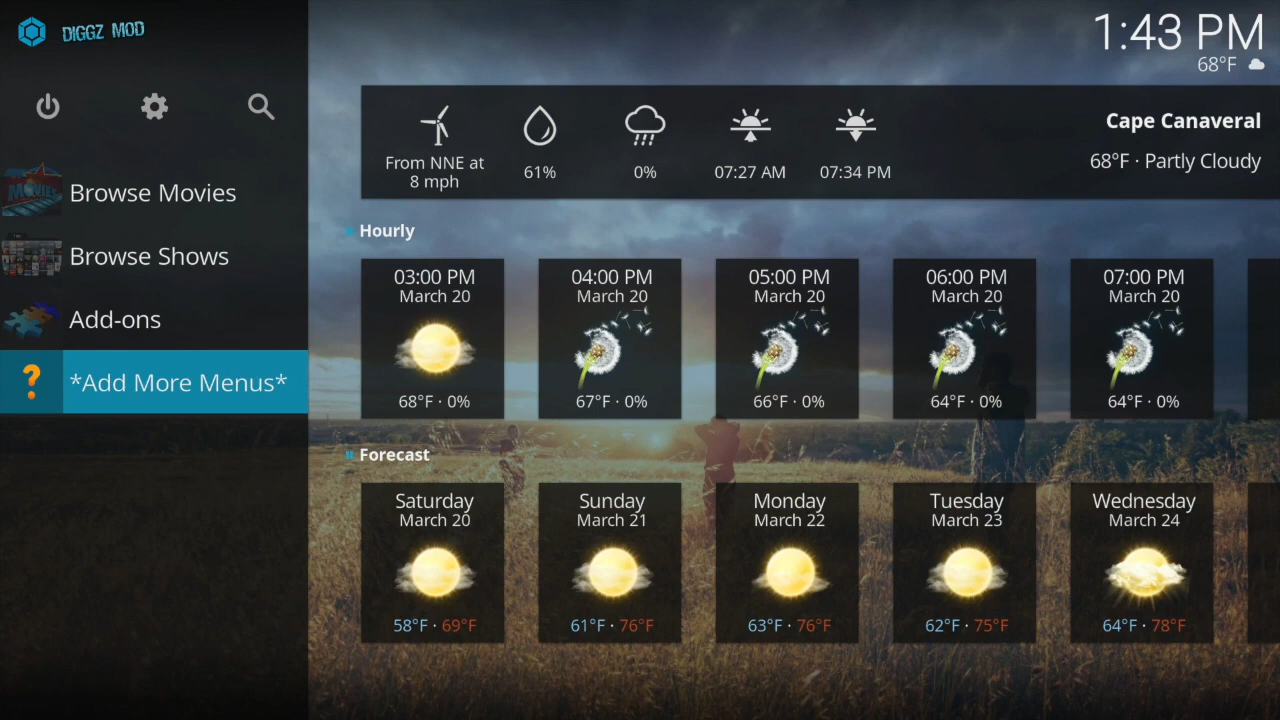 DIGGZ MOD
1:43 PM
68°F
Browse Movies
Browse Shows
Add-ons
*Add More Menus*
From NNE at
8 mph
61%
0%
07:27 AM
07:34 PM
Cape Canaveral
68°F · Partly Cloudy
Hourly
03:00 PM
March 20
68°F · 0%
04:00 PM
March 20
67°F · 0%
05:00 PM
March 20
66°F · 0%
06:00 PM
March 20
64°F · 0%
07:00 PM
March 20
64°F · 0%
Forecast
Saturday
March 20
58°F · 69°F
Sunday
March 21
61°F · 76°F
Monday
March 22
63°F · 76°F
Tuesday
March 23
62°F · 75°F
Wednesday
March 24
64°F · 78°F